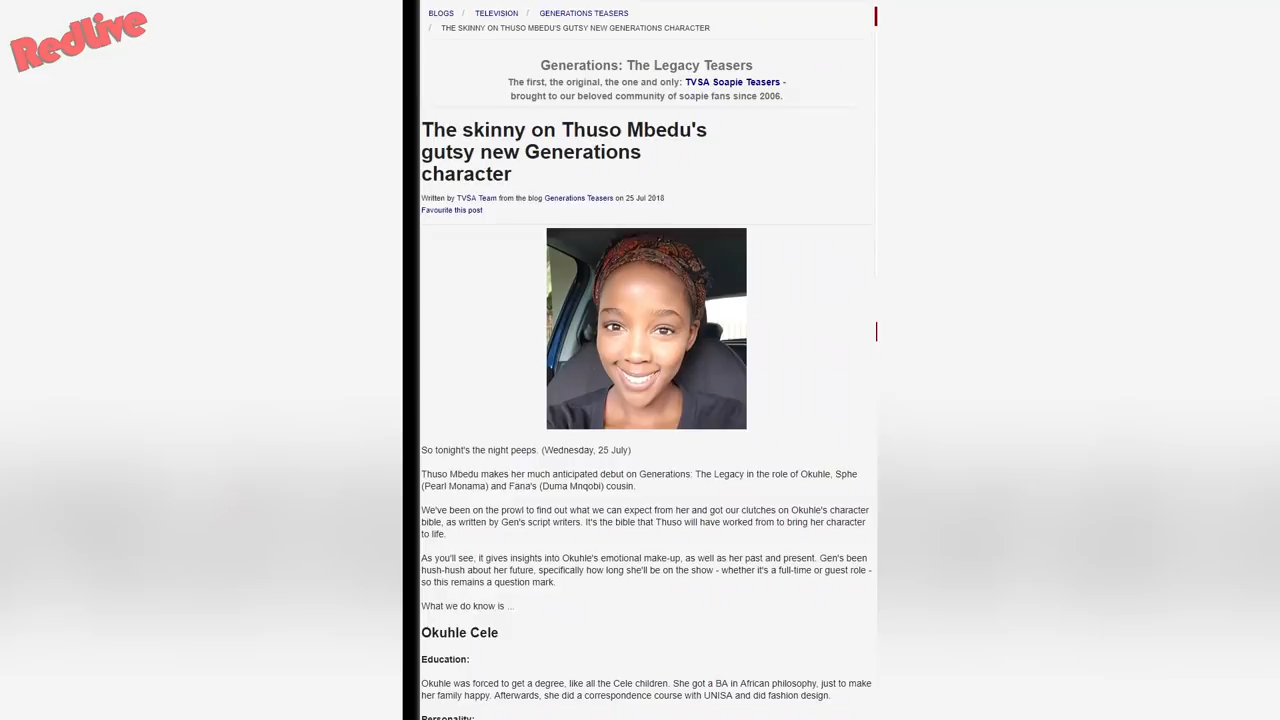 Redlive
BLOGS / TELEVISION / GENERATIONS TEASERS
/ THE SKINNY ON THUSO MBEDU'S GUTSY NEW GENERATIONS CHARACTER
Generations: The Legacy Teasers
The first, the original, the one and only: TVSA Soapie Teasers -
brought to our beloved community of soapie fans since 2006.
The skinny on Thuso Mbedu's
gutsy new Generations
character
Written by TVSA Team from the blog Generations Teasers on 25 Jul 2018
Favourite this post
So tonight's the night peeps. (Wednesday, 25 July)
Thuso Mbedu makes her much anticipated debut on Generations: The Legacy in the role of Okuhle, Sphe
(Pearl Monama) and Fana's (Duma Mnqobi) cousin.
We've been on the prowl to find out what we can expect from her and got our clutches on Okuhle's character
bible, as written by Gen's script writers. It's the bible that Thuso will have worked from to bring her character
to life.
As you'll see, it gives insights into Okuhle's emotional make-up, as well as her past and present. Gen's been
hush-hush about her future, specifically how long she'll be on the show - whether it's a full-time or guest role -
so this remains a question mark.
What we do know is ...
Okuhle Cele
Education:
Okuhle was forced to get a degree, like all the Cele children. She got a BA in African philosophy, just to make
her family happy. Afterwards, she did a correspondence course with UNISA and did fashion design.
Personality: